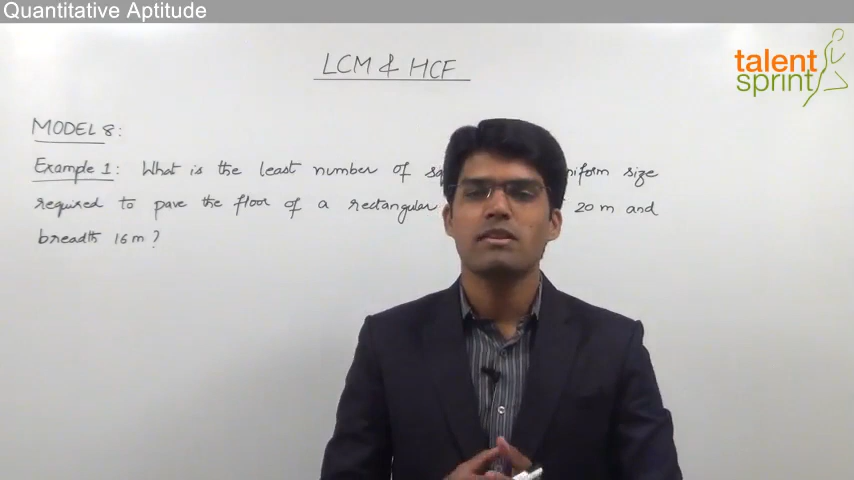 Quantitative Aptitude
LCM & HCF
talent
sprint
MODEL 8:
Example 1: What is the least number of niform size
required to pave the floor of a rectangular 20 m and
breadth 16 m?